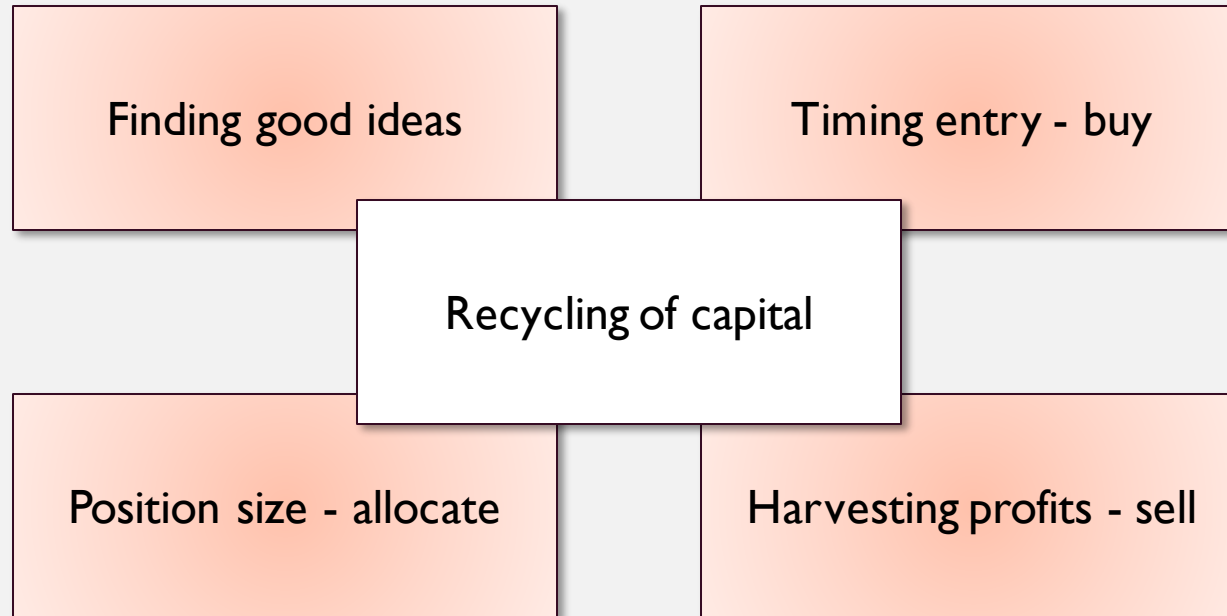 Finding good ideas
Timing entry - buy
Recycling of capital
Position size - allocate
Harvesting profits - sell